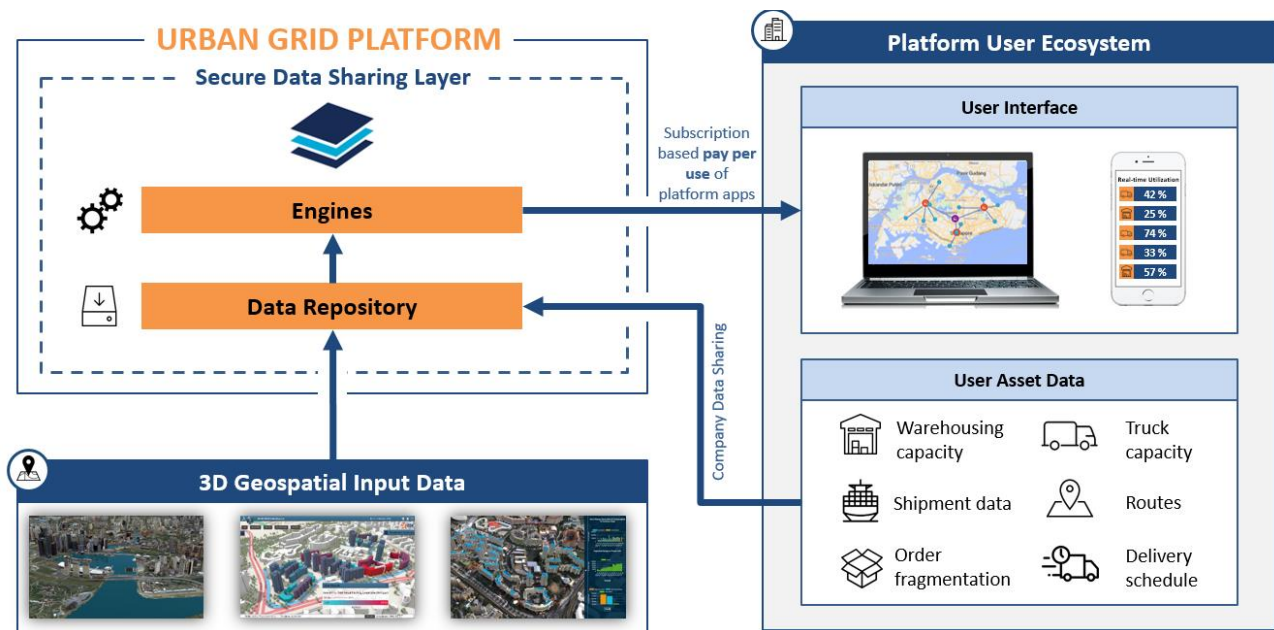 URBAN GRID PLATFORM
Secure Data Sharing Layer
Engines
Data Repository
3D Geospatial Input Data
Subscription
based pay per
use of
platform apps
Company Data Sharing
Platform User Ecosystem
User Interface
Real-time Utilization
42 %
25 %
74 %
33 %
57 %
User Asset Data
Warehousing
capacity
Truck
capacity
Shipment data
Routes
Order
fragmentation
Delivery
schedule